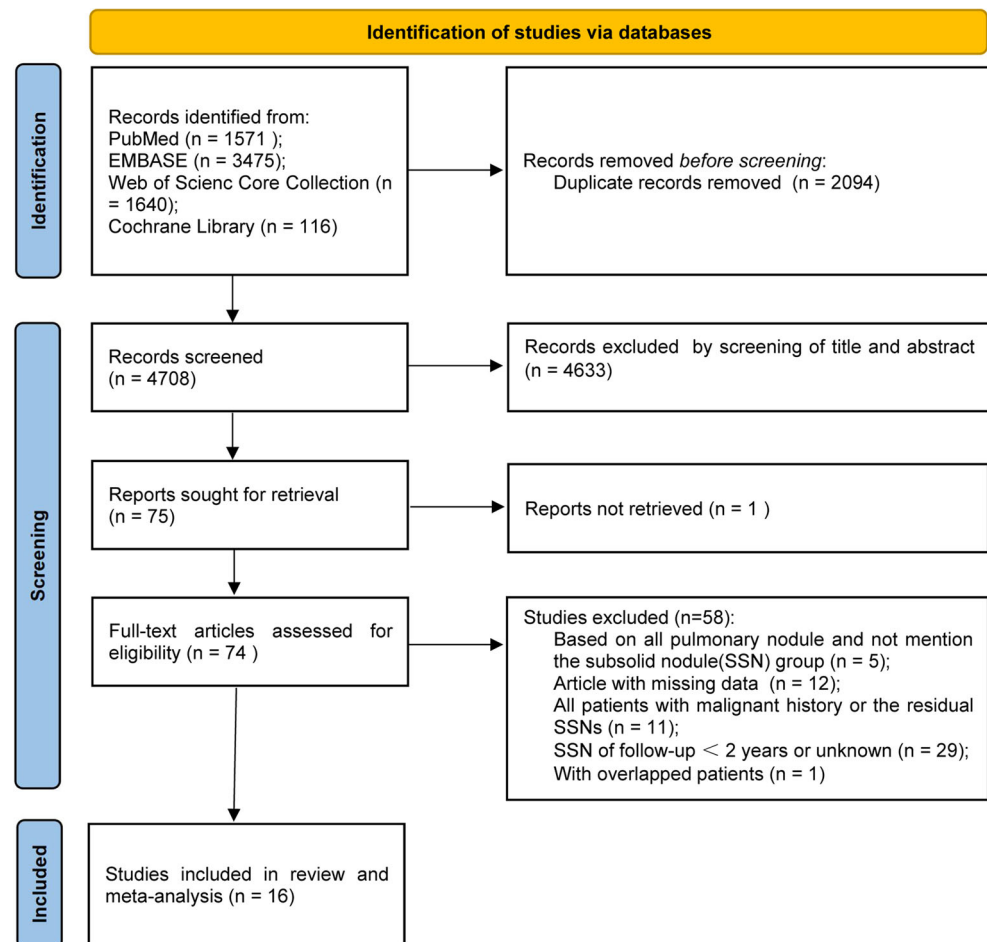 Identification of studies via databases
Identification
Records identified from:
PubMed (n = 1571 );
EMBASE (n = 3475);
Web of Scienc Core Collection (n
= 1640);
Cochrane Library (n = 116)
Records removed before screening:
Duplicate records removed (n = 2094)
Screening
Records screened
(n = 4708)
Records excluded by screening of title and abstract
(n = 4633)
Reports sought for retrieval
(n = 75)
Reports not retrieved (n = 1 )
Full-text articles assessed for
eligibility (n = 74 )
Studies excluded (n=58):
Based on all pulmonary nodule and not mention
the subsolid nodule(SSN) group (n = 5);
Article with missing data (n = 12);
All patients with malignant history or the residual
SSNs (n = 11);
SSN of follow-up < 2 years or unknown (n = 29);
With overlapped patients (n = 1)
Included
Studies included in review and
meta-analysis (n = 16)